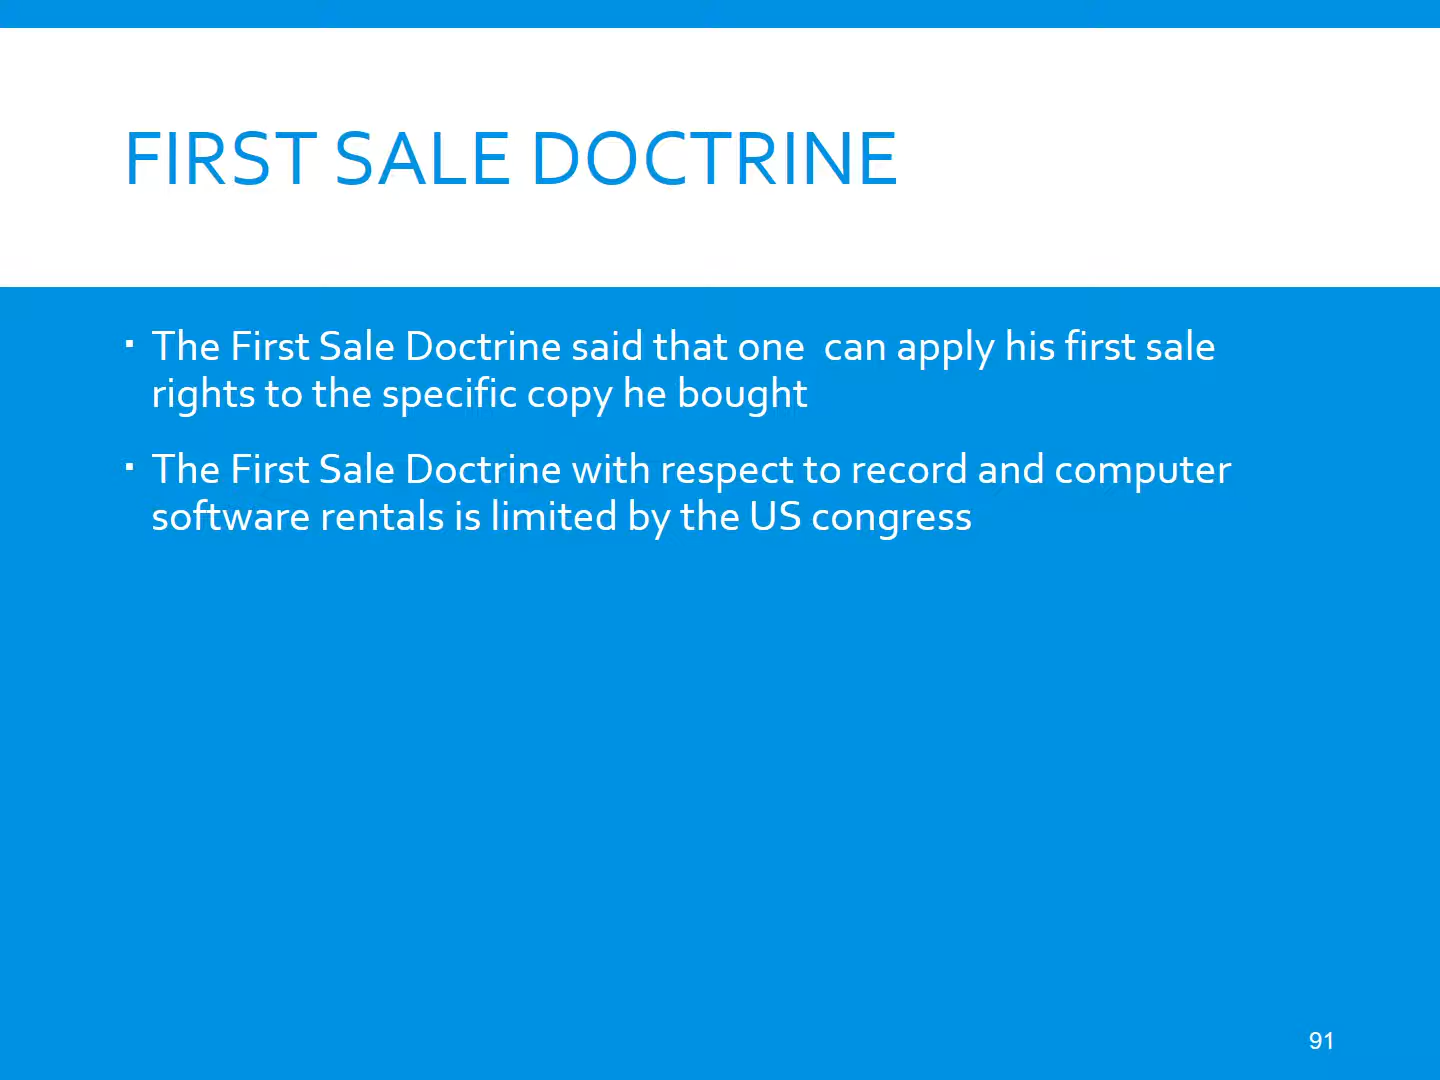 FIRST SALE DOCTRINE
▪ The First Sale Doctrine said that one  can apply his first sale
rights to the specific copy he bought
▪ The First Sale Doctrine with respect to record and computer
software rentals is limited by the US congress
91